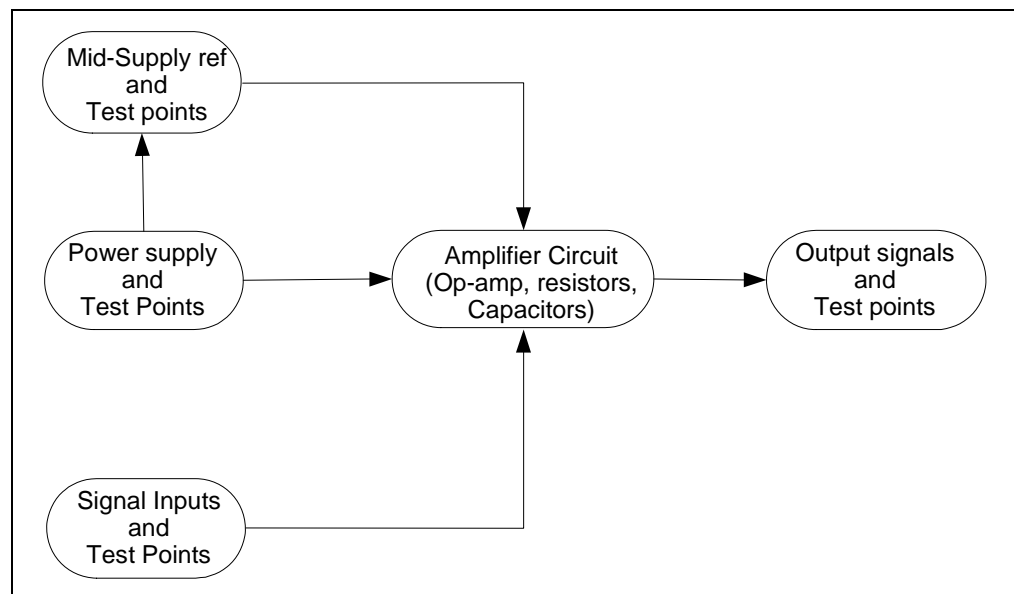 Mid-Supply ref
and
Test points
Power supply
and
Test Points
Amplifier Circuit
(Op-amp, resistors,
Capacitors)
Output signals
and
Test points
Signal Inputs
and
Test Points